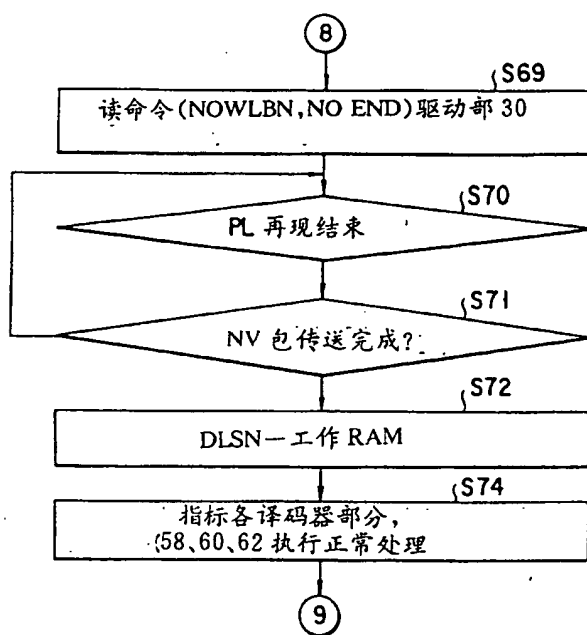 8
S69
读命令(NOWLBN,NO END)驱动部 30
S70
PL 再现结束
S71
NV 包传送完成?
S72
DLSN—工作 RAM
S74
指标各译码器部分,
(58、60、62 执行正常处理
9